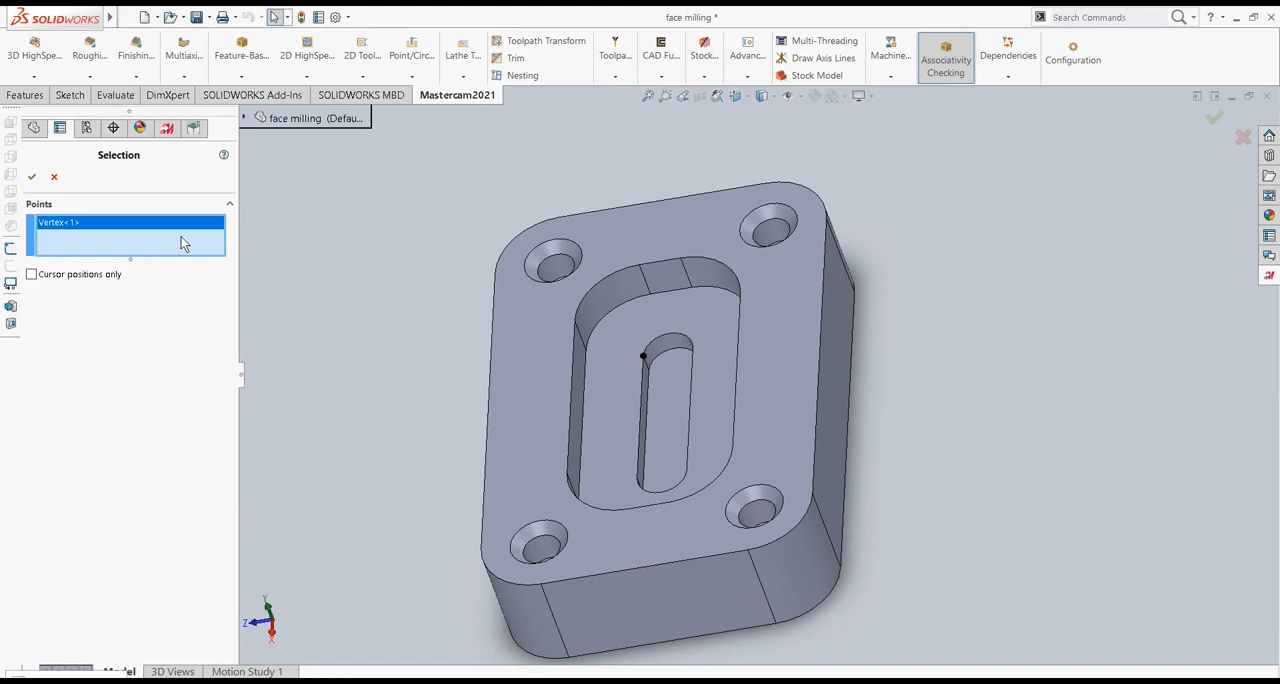 SOLIDWORKS
face milling *
Search Commands
?
3D HighSpe...
Roughi...
Finishin...
Multiaxi...
Feature-Bas...
2D HighSpe...
2D Tool...
Point/Circ...
Lathe T...
Toolpath Transform
Trim
Nesting
Toolpa...
CAD Fu...
Stock...
Advanc...
Multi-Threading
Draw Axis Lines
Stock Model
Machine...
Associativity
Checking
Dependencies
Configuration
Features
Sketch
Evaluate
DimXpert
SOLIDWORKS Add-Ins
SOLIDWORKS MBD
Mastercam2021
face milling (Defau...
Selection
?
Points
Vertex<1>
Cursor positions only
Y
Z
X
Model
3D Views
Motion Study 1